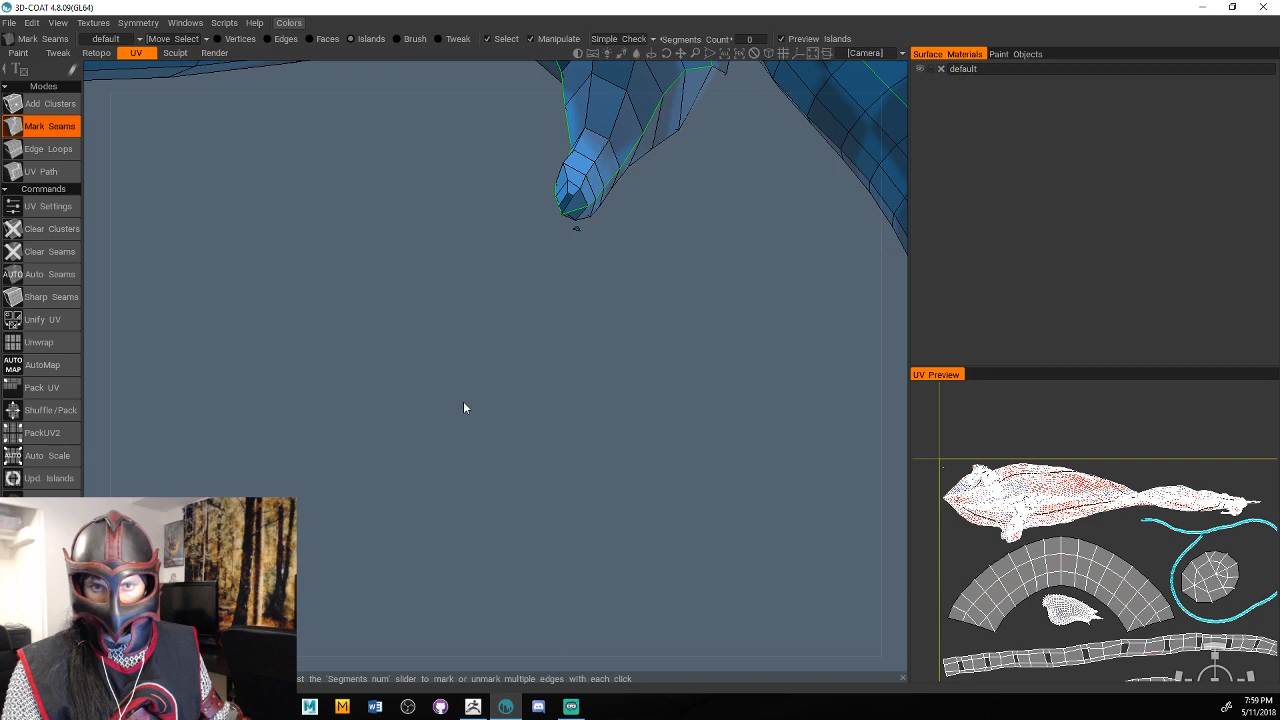 3D-COAT 4.8.09(GL64)
File Edit View Textures Symmetry Windows Scripts Help Colors
Mark Seams default [Move Select] Vertices Edges Faces Islands Brush Tweak Select Manipulate Simple Check Segments Count 0 Preview Islands
Paint Tweak Retopo UV Sculpt Render [Camera] Surface Materials Paint Objects
default
Modes
Add Clusters
Mark Seams
Edge Loops
UV Path
Commands
UV Settings
Clear Clusters
Clear Seams
AUTO Auto Seams
Sharp Seams
Unify UV
Unwrap
AUTO MAP AutoMap
UV Preview
Pack UV
Shuffle/Pack
PackUV2
AUTO Auto Scale
Upd. Islands
st the 'Segments num' slider to mark or unmark multiple edges with each click
7:59 PM
5/11/2018